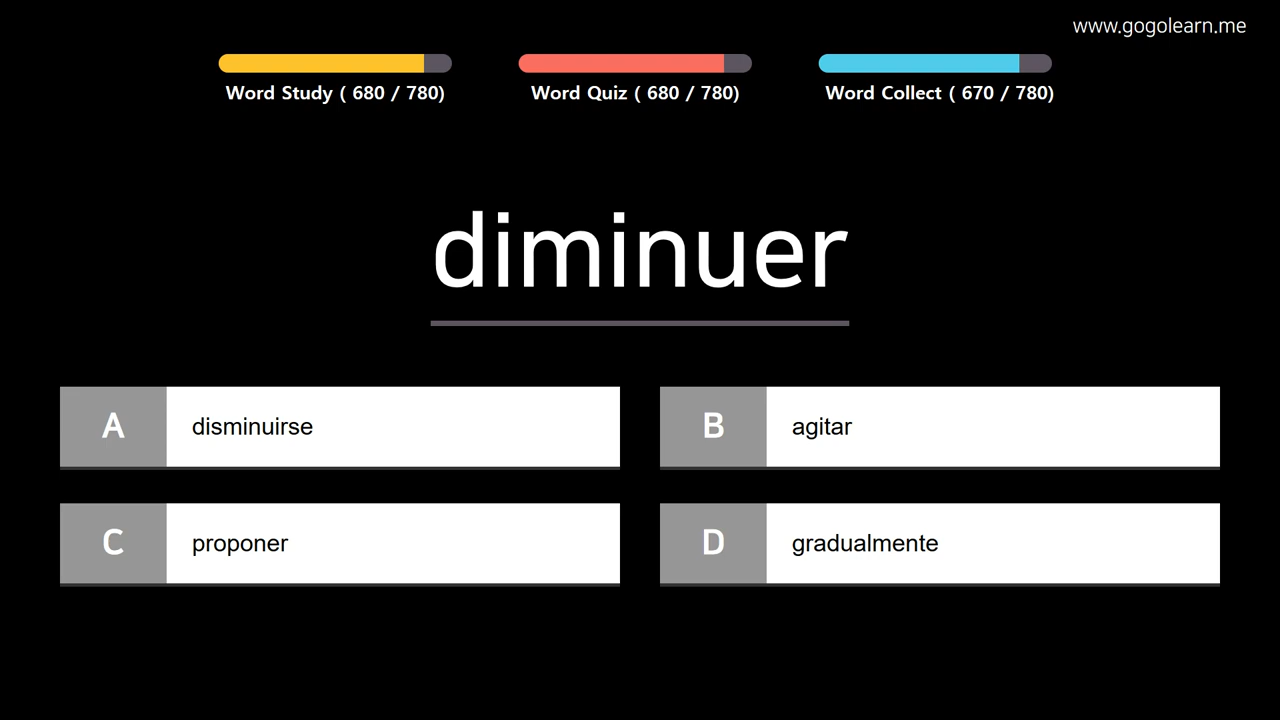 www.gogolearn.me
Word Study ( 680 / 780)
Word Quiz ( 680 / 780)
Word Collect ( 670 / 780)
diminuer
A disminuirse
B agitar
C proponer
D gradualmente